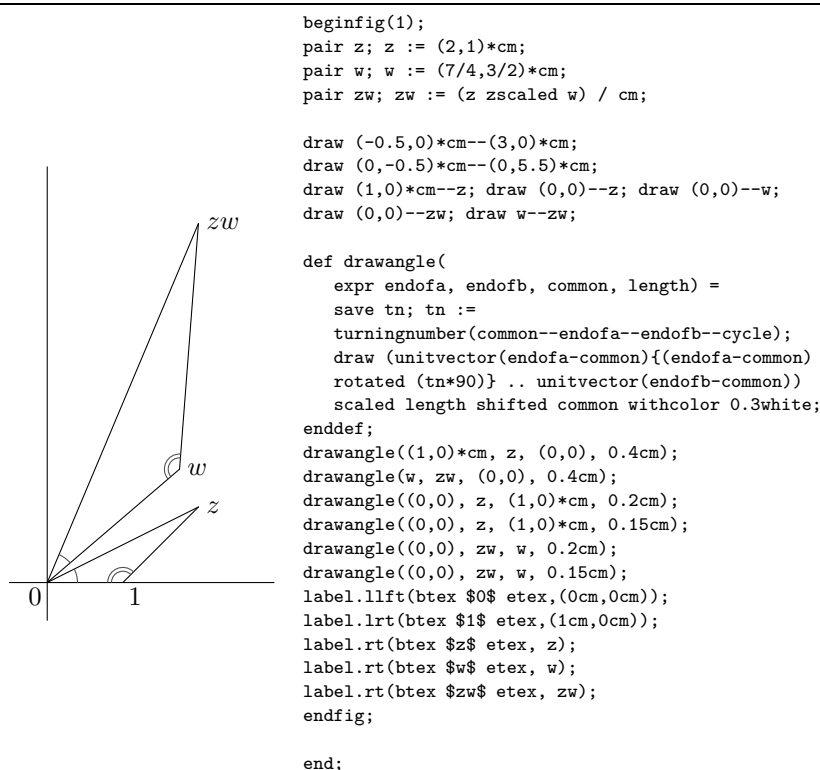 zw
w
z
0
1
beginfig(1);
pair z; z := (2,1)*cm;
pair w; w := (7/4,3/2)*cm;
pair zw; zw := (z zscaled w) / cm;

draw (-0.5,0)*cm--(3,0)*cm;
draw (0,-0.5)*cm--(0,5.5)*cm;
draw (1,0)*cm--z; draw (0,0)--z; draw (0,0)--w;
draw (0,0)--zw; draw w--zw;

def drawangle(
   expr endofa, endofb, common, length) =
   save tn; tn :=
   turningnumber(common--endofa--endofb--cycle);
   draw (unitvector(endofa-common){(endofa-common)
   rotated (tn*90)} .. unitvector(endofb-common))
   scaled length shifted common withcolor 0.3white;
enddef;
drawangle((1,0)*cm, z, (0,0), 0.4cm);
drawangle(w, zw, (0,0), 0.4cm);
drawangle((0,0), z, (1,0)*cm, 0.2cm);
drawangle((0,0), z, (1,0)*cm, 0.15cm);
drawangle((0,0), zw, w, 0.2cm);
drawangle((0,0), zw, w, 0.15cm);
label.llft(btex $0$ etex,(0cm,0cm));
label.lrt(btex $1$ etex,(1cm,0cm));
label.rt(btex $z$ etex, z);
label.rt(btex $w$ etex, w);
label.rt(btex $zw$ etex, zw);
endfig;

end;